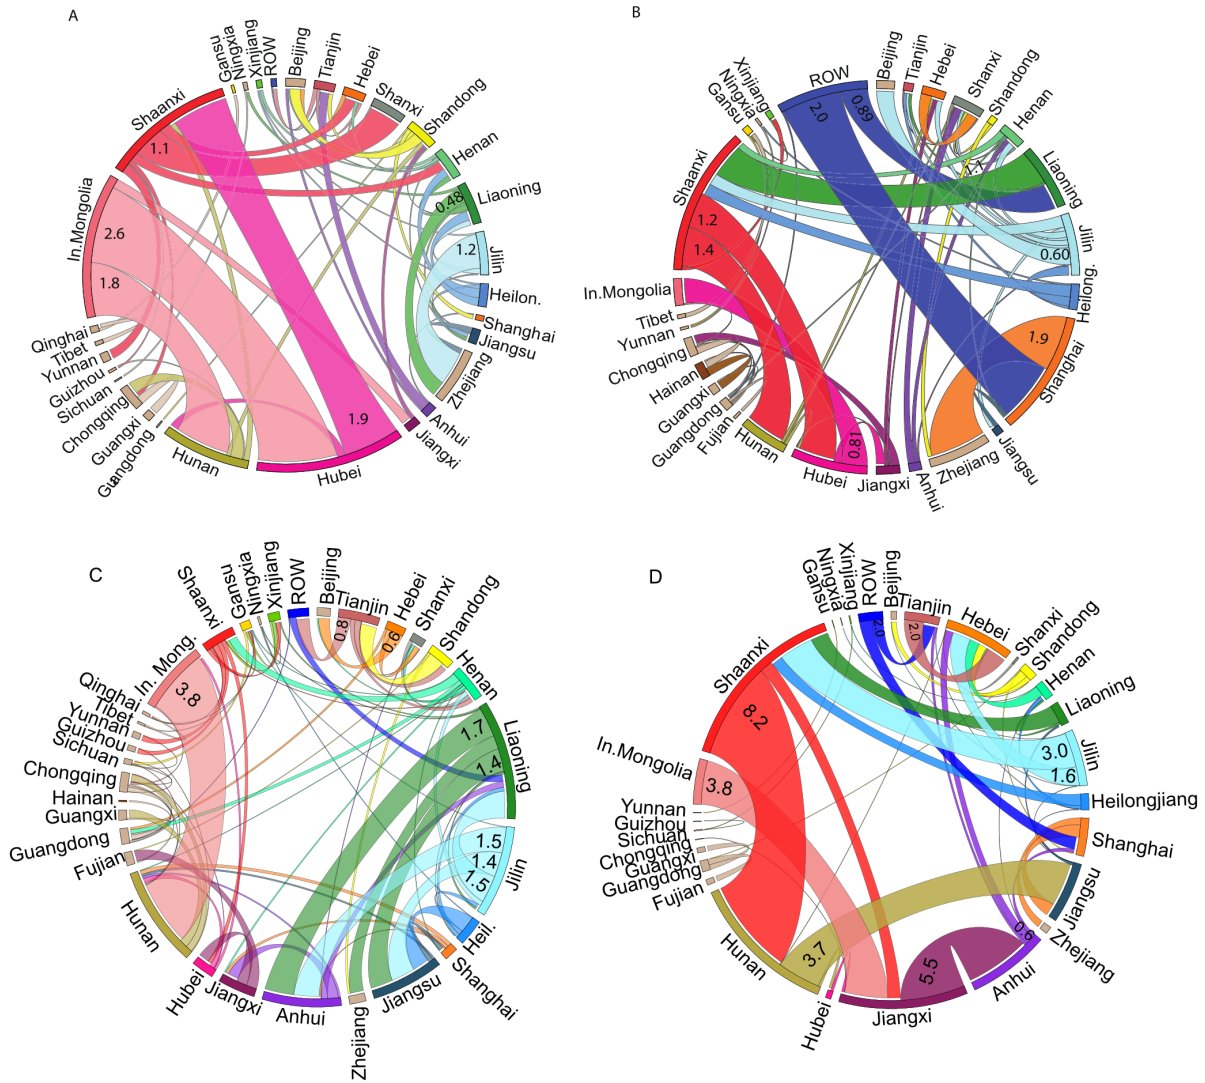 A
Gansu
Ningxia
Xinjiang
ROW
Beijing
Tianjin
Hebei
Shanxi
Shandong
Henan
Liaoning
Jilin
Heilon.
Shanghai
Jiangsu
Zhejiang
Anhui
Jiangxi
Hubei
Hunan
Guangdong
Guangxi
Chongqing
Sichuan
Guizhou
Yunnan
Tibet
Qinghai
In.Mongolia
Shaanxi
1.1
2.6
1.8
1.9
0.48
1.2
B
Gansu
Ningxia
Xinjiang
ROW
Beijing
Tianjin
Hebei
Shanxi
Shandong
Henan
Liaoning
Jilin
Heilong.
Shanghai
Jiangsu
Zhejiang
Anhui
Jiangxi
Hubei
Hunan
Fujian
Guangdong
Guangxi
Hainan
Chongqing
Yunnan
Tibet
In.Mongolia
Shaanxi
2.0
0.89
1.1
0.60
1.9
0.81
1.2
1.4
C
Shaanxi
Gansu
Ningxia
Xinjiang
ROW
Beijing
Tianjin
Hebei
Shanxi
Shandong
Henan
Liaoning
Jilin
Heil.
Shanghai
Jiangsu
Zhejiang
Anhui
Jiangxi
Hubei
Hunan
Fujian
Guangdong
Guangxi
Hainan
Chongqing
Sichuan
Guizhou
Yunnan
Tibet
Qinghai
In. Mong.
3.8
0.8
0.6
1.7
1.4
1.5
1.4
1.5
D
Shaanxi
Gansu
Ningxia
Xinjiang
ROW
Beijing
Tianjin
Hebei
Shanxi
Shandong
Henan
Liaoning
Jilin
Heilongjiang
Shanghai
Jiangsu
Zhejiang
Anhui
Jiangxi
Hubei
Hunan
Fujian
Guangdong
Guangxi
Chongqing
Sichuan
Guizhou
Yunnan
In.Mongolia
8.2
3.8
2.0
2.0
3.0
1.6
0.6
5.5
3.7